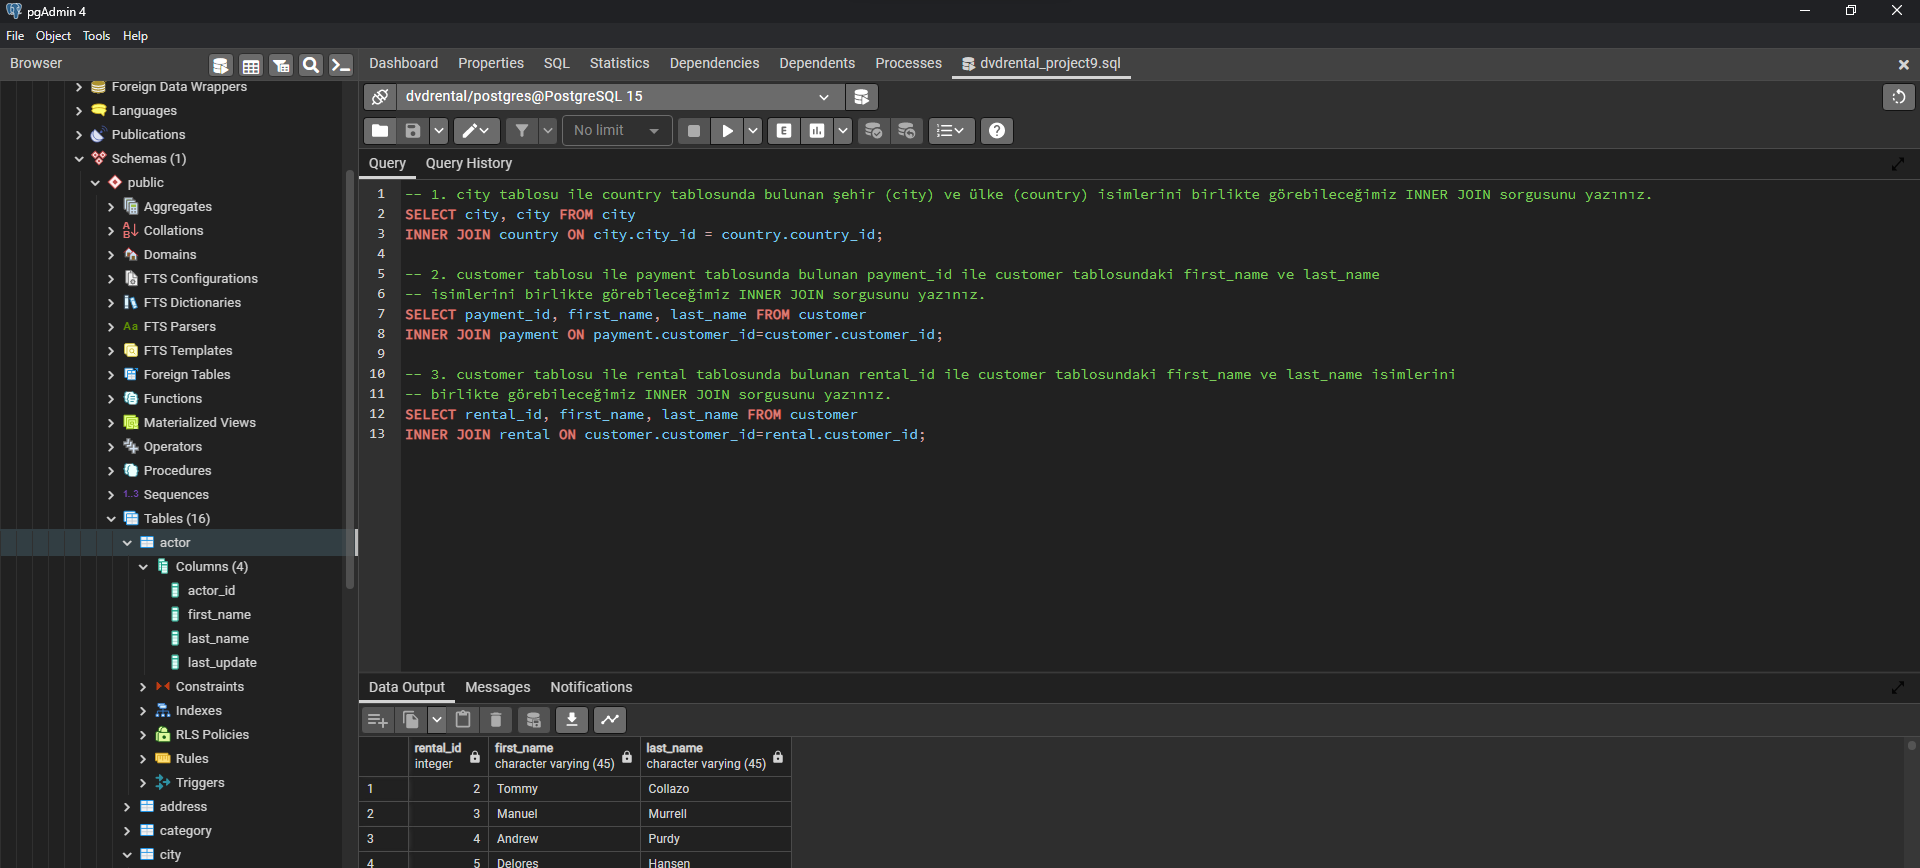 pgAdmin 4
File Object Tools Help
Browser
Dashboard Properties SQL Statistics Dependencies Dependents Processes dvdrental_project9.sql
dvdrental/postgres@PostgreSQL 15
No limit
E
Query Query History
Foreign Data Wrappers
Languages
Publications
Schemas (1)
public
Aggregates
Collations
Domains
FTS Configurations
FTS Dictionaries
Aa FTS Parsers
FTS Templates
Foreign Tables
Functions
Materialized Views
Operators
Procedures
1..3 Sequences
Tables (16)
actor
Columns (4)
actor_id
first_name
last_name
last_update
Constraints
Indexes
RLS Policies
Rules
Triggers
address
category
city
1 -- 1. city tablosu ile country tablosunda bulunan şehir (city) ve ülke (country) isimlerini birlikte görebileceğimiz INNER JOIN sorgusunu yazınız.
2 SELECT city, city FROM city
3 INNER JOIN country ON city.city_id = country.country_id;
4
5 -- 2. customer tablosu ile payment tablosunda bulunan payment_id ile customer tablosundaki first_name ve last_name
6 -- isimlerini birlikte görebileceğimiz INNER JOIN sorgusunu yazınız.
7 SELECT payment_id, first_name, last_name FROM customer
8 INNER JOIN payment ON payment.customer_id=customer.customer_id;
9
10 -- 3. customer tablosu ile rental tablosunda bulunan rental_id ile customer tablosundaki first_name ve last_name isimlerini
11 -- birlikte görebileceğimiz INNER JOIN sorgusunu yazınız.
12 SELECT rental_id, first_name, last_name FROM customer
13 INNER JOIN rental ON customer.customer_id=rental.customer_id;
Data Output Messages Notifications
rental_id first_name last_name
integer character varying (45) character varying (45)
1 2 Tommy Collazo
2 3 Manuel Murrell
3 4 Andrew Purdy
4 5 Delores Hansen